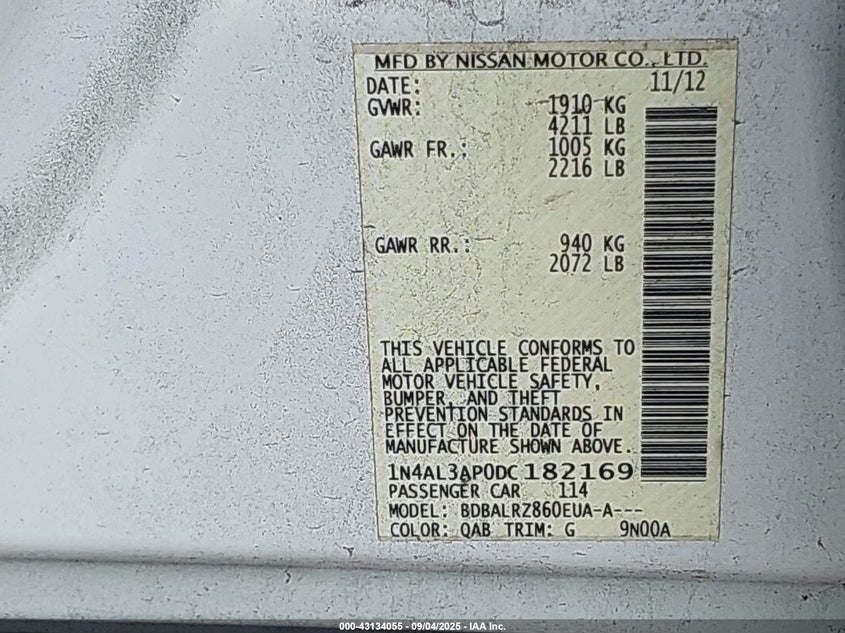 MFD BY NISSAN MOTOR CO., LTD.
DATE: 11/12
GVWR: 1910 KG
4211 LB
GAWR FR.: 1005 KG
2216 LB
GAWR RR.: 940 KG
2072 LB
THIS VEHICLE CONFORMS TO
ALL APPLICABLE FEDERAL
MOTOR VEHICLE SAFETY,
BUMPER, AND THEFT
PREVENTION STANDARDS IN
EFFECT ON THE DATE OF
MANUFACTURE SHOWN ABOVE.
1N4AL3AP0DC182169
PASSENGER CAR 114
MODEL: BDBALRZ860EUA-A---
COLOR: QAB TRIM: G 9N00A
000-43134055 - 09/04/2025 - IAA Inc.